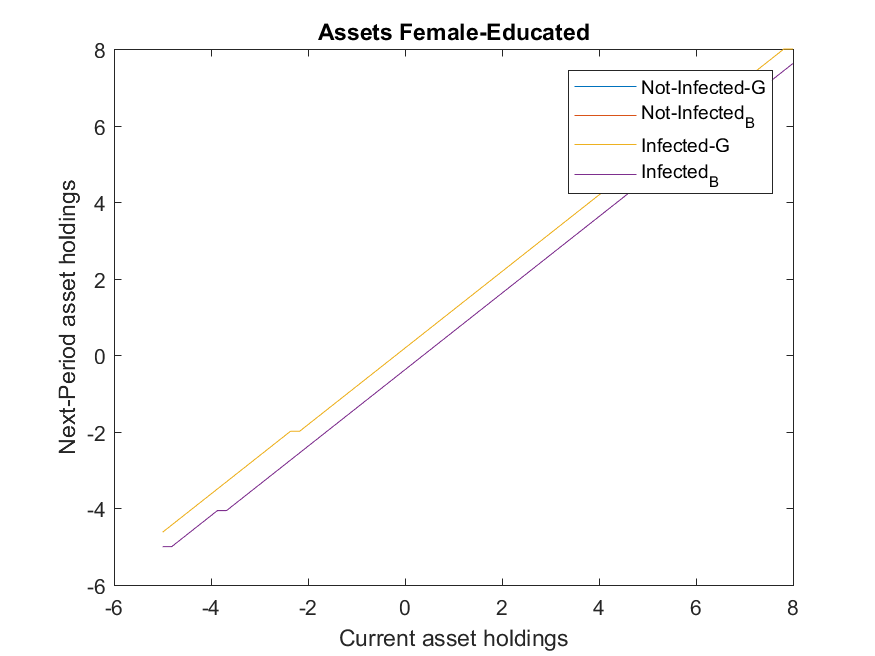 Assets Female-Educated
8
6
4
2
0
-2
-4
-6
Next-Period asset holdings
Not-Infected-G
Not-Infected_B
Infected-G
Infected_B
-6 -4 -2 0 2 4 6 8
Current asset holdings